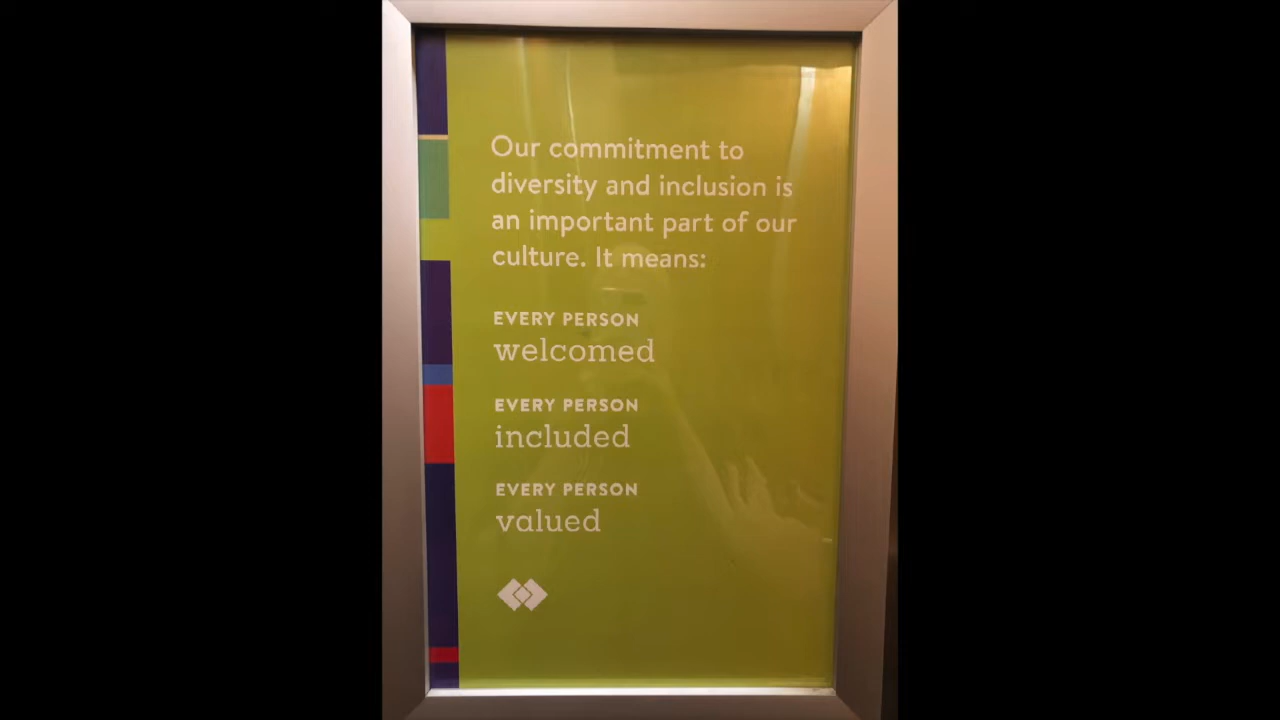 Our commitment to
diversity and inclusion is
an important part of our
culture. It means:
EVERY PERSON
welcomed
EVERY PERSON
included
EVERY PERSON
valued